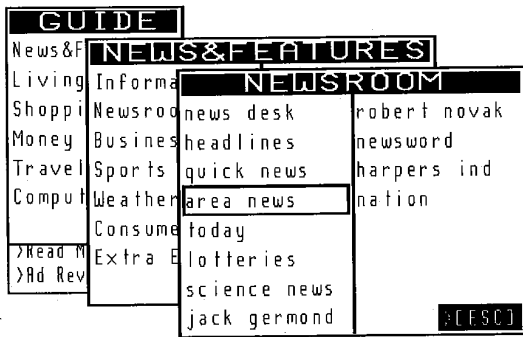 GUIDE
News&F
Living
Shoppi
Money
Travel
Comput
>Read M
>Ad Rev
NEWS&FEATURES
Informa
Newsroo
Busines
Sports
Weather
Consume
Extra E
NEWSROOM
news desk
headlines
quick news
area news
today
lotteries
science news
jack germond
robert novak
newsword
harpers ind
nation
>[ESC]